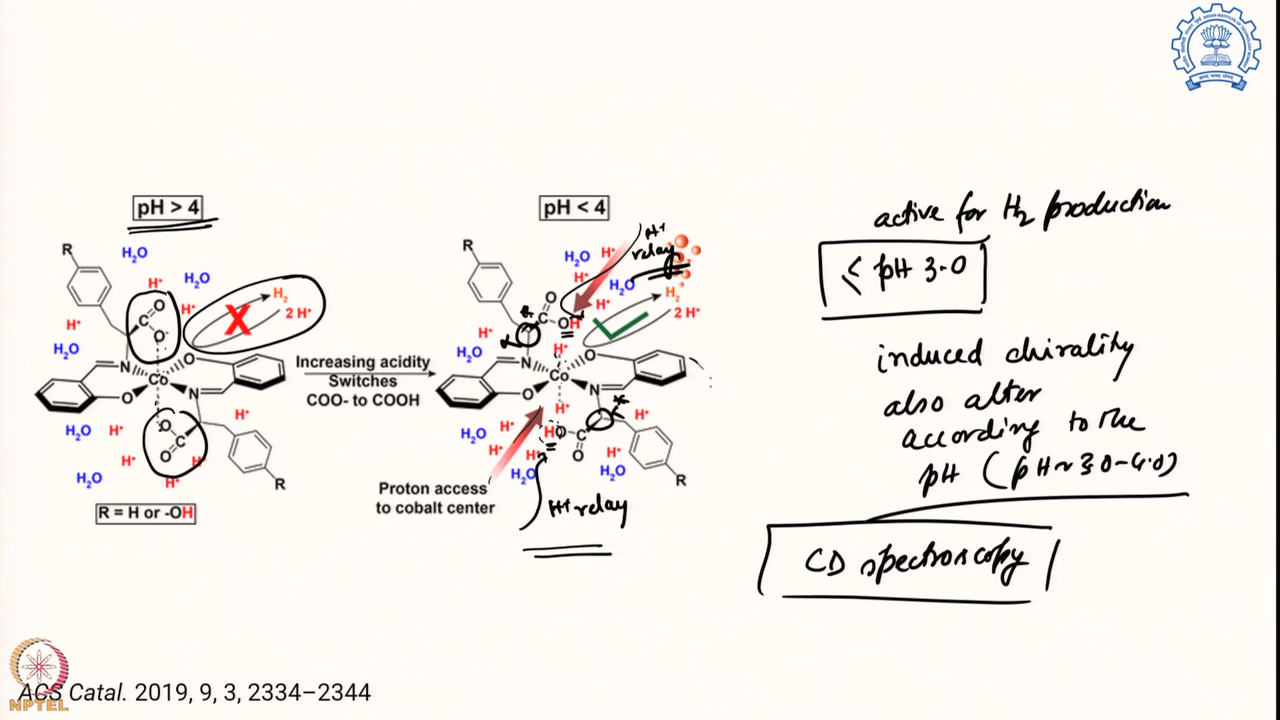 pH > 4
pH < 4
R
H₂O
H⁺
H₂O
H⁺
H₂
X
2 H⁺
O
O⁻
H⁺
H₂O
N
O
Co
O
N
⁻O
O
H₂O
H⁺
H⁺
H⁺
H⁺
H₂O
H⁺
R
R = H or -OH
Increasing acidity
Switches
COO- to COOH
R
H₂O
H⁺
H⁺
relay
H⁺
H₂O
H₂
2 H⁺
O
C
OH
H⁺
H⁺
H₂O
H⁺
N
O
Co
O
N
H⁺
HO
C
O
H⁺
H₂O
H⁺
H⁺
H₂O
H⁺
H₂O
R
Proton access
to cobalt center
H⁺ relay
active for H₂ production
< pH 3.0
induced chirality
also alter
according to the
pH (pH ~ 3.0-4.0)
CD spectroscopy
NPTEL
ACS Catal. 2019, 9, 3, 2334–2344